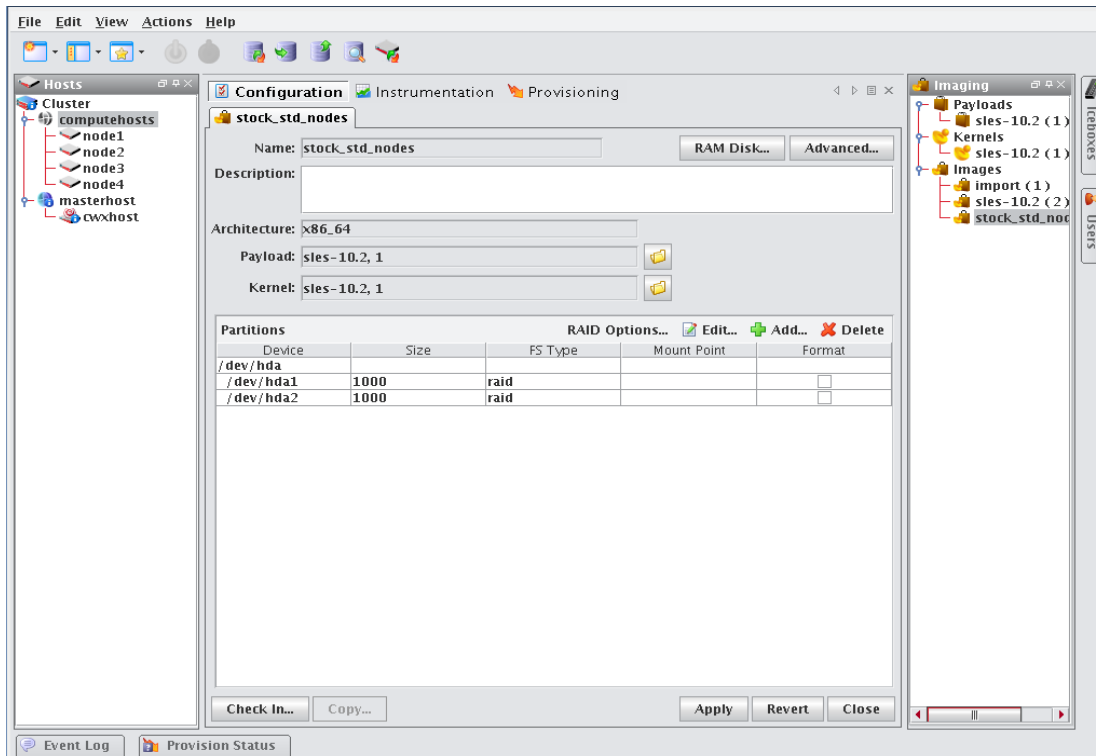 File Edit View Actions Help
Hosts
Cluster
computehosts
node1
node2
node3
node4
masterhost
cwxhost
Configuration Instrumentation Provisioning
stock_std_nodes
Name: stock_std_nodes RAM Disk... Advanced...
Description:
Architecture: x86_64
Payload: sles-10.2, 1
Kernel: sles-10.2, 1
Partitions RAID Options... Edit... Add... Delete
Device Size FS Type Mount Point Format
/dev/hda
/dev/hda1 1000 raid
/dev/hda2 1000 raid
Check In... Copy... Apply Revert Close
Imaging
Payloads
sles-10.2 (1)
Kernels
sles-10.2 (1)
Images
import (1)
sles-10.2 (2)
stock_std_nod
Iceboxes
Users
Event Log Provision Status